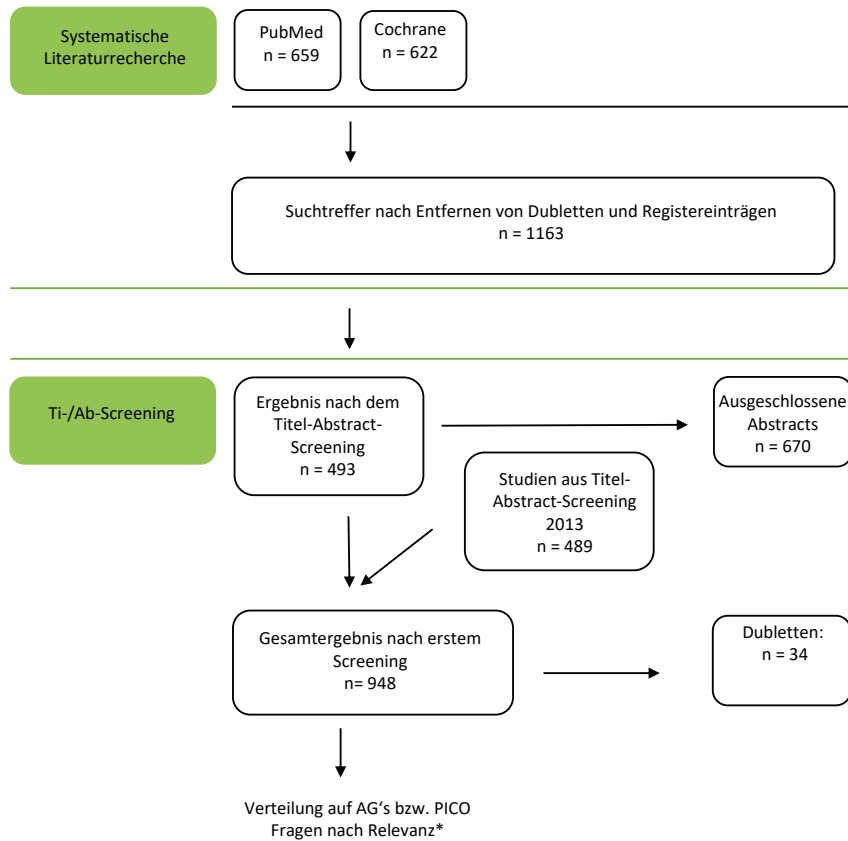 Systematische
Literaturrecherche
PubMed
n = 659
Cochrane
n = 622
Suchtreffer nach Entfernen von Dubletten und Registereinträgen
n = 1163
Ti-/Ab-Screening
Ergebnis nach dem
Titel-Abstract-
Screening
n = 493
Ausgeschlossene
Abstracts
n = 670
Studien aus Titel-
Abstract-Screening
2013
n = 489
Gesamtergebnis nach erstem
Screening
n= 948
Dubletten:
n = 34
Verteilung auf AG‘s bzw. PICO
Fragen nach Relevanz*